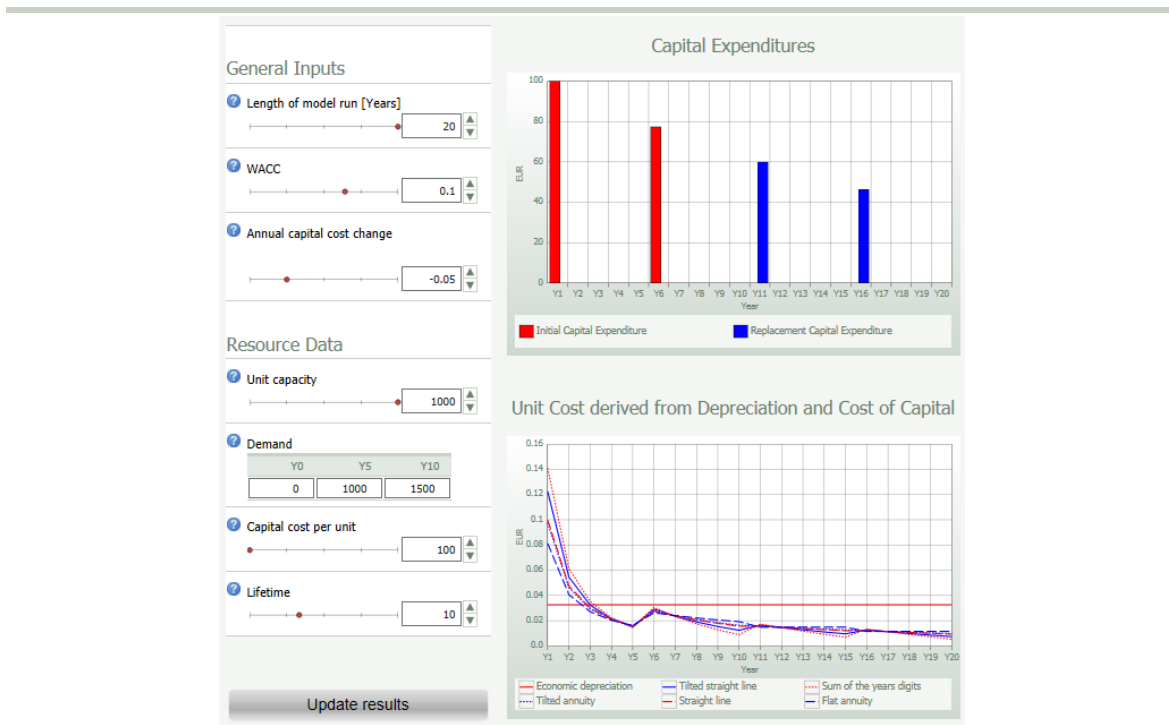 General Inputs
Length of model run [Years]
20
WACC
0.1
Annual capital cost change
-0.05
Resource Data
Unit capacity
1000
Demand
Y0 Y5 Y10
0 1000 1500
Capital cost per unit
100
Lifetime
10
Update results
Capital Expenditures
100
80
60
40
20
0
EUR
Y1 Y2 Y3 Y4 Y5 Y6 Y7 Y8 Y9 Y10 Y11 Y12 Y13 Y14 Y15 Y16 Y17 Y18 Y19 Y20
Year
Initial Capital Expenditure Replacement Capital Expenditure
Unit Cost derived from Depreciation and Cost of Capital
0.16
0.14
0.12
0.1
0.08
0.06
0.04
0.02
0.0
EUR
Y1 Y2 Y3 Y4 Y5 Y6 Y7 Y8 Y9 Y10 Y11 Y12 Y13 Y14 Y15 Y16 Y17 Y18 Y19 Y20
Year
Economic depreciation Tilted straight line Sum of the years digits
Tilted annuity Straight line Flat annuity